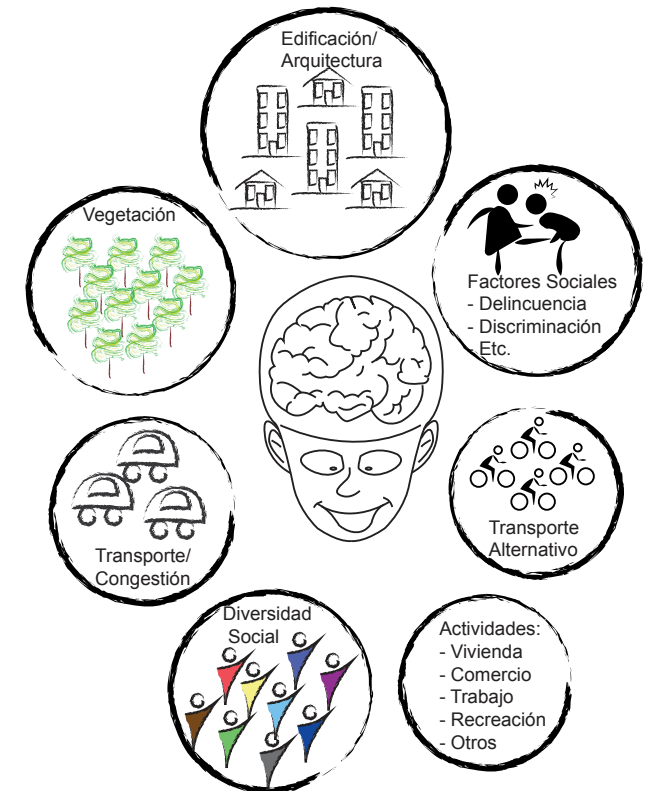 Edificación/
Arquitectura
Vegetación
Factores Sociales
- Delincuencia
- Discriminación
- Etc.
Transporte
Alternativo
Transporte/
Congestión
Diversidad
Social
Actividades:
- Vivienda
- Comercio
- Trabajo
- Recreación
- Otros